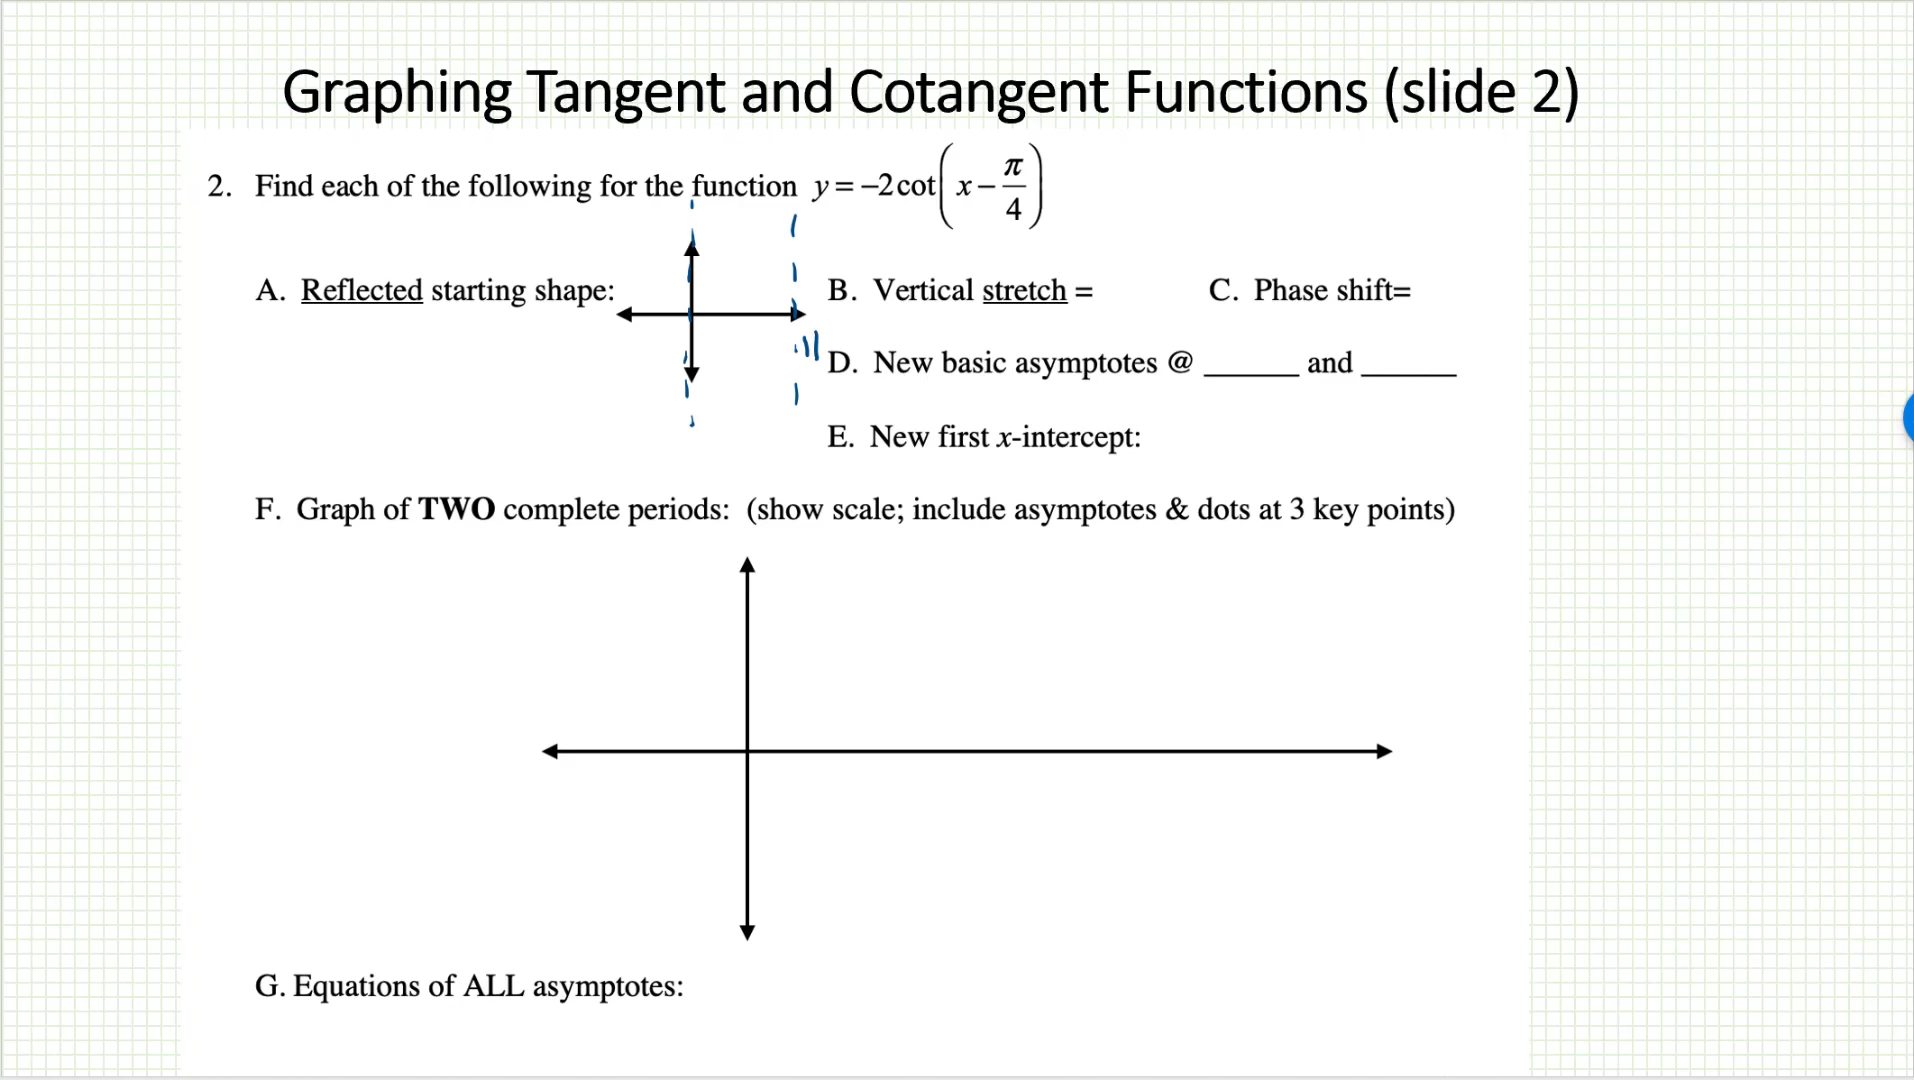 Graphing Tangent and Cotangent Functions (slide 2)
2. Find each of the following for the function y = −2cot(x − π/4)
A. Reflected starting shape:
B. Vertical stretch =
C. Phase shift=
D. New basic asymptotes @ ______ and ______
E. New first x-intercept:
F. Graph of TWO complete periods: (show scale; include asymptotes & dots at 3 key points)
G. Equations of ALL asymptotes: